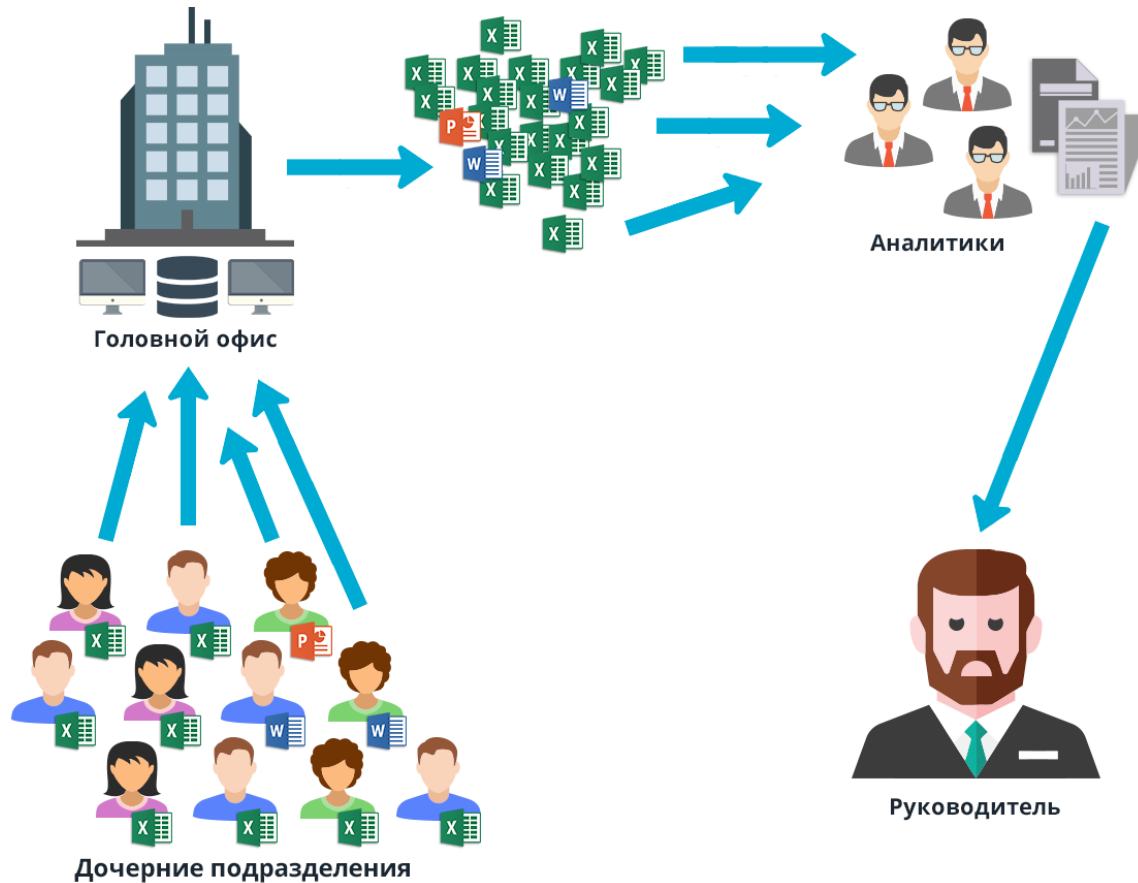 Головной офис
Аналитики
Дочерние подразделения
Руководитель